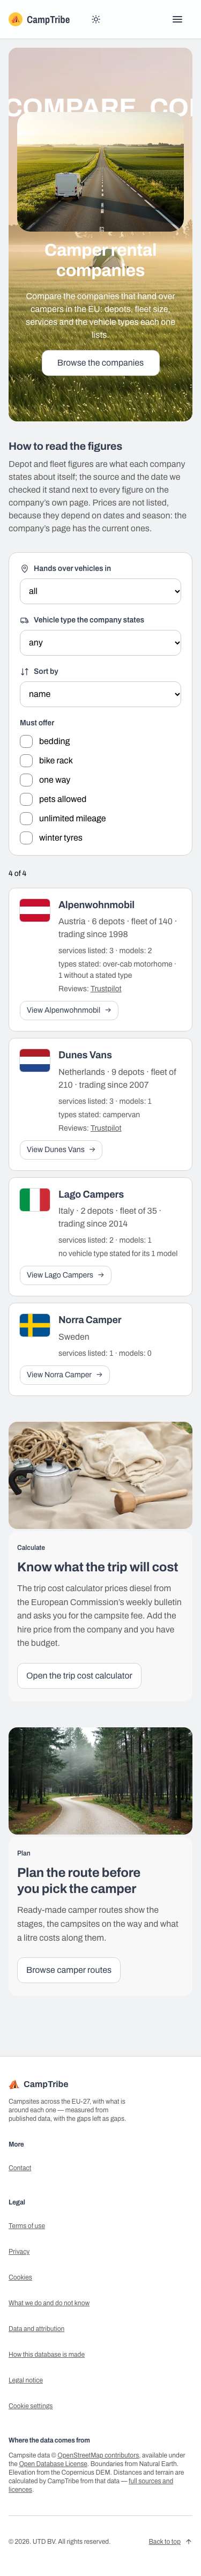 CampTribe
COMPARE. CO
Camper rental
companies
Compare the companies that hand over
campers in the EU: depots, fleet size,
services and the vehicle types each one
lists.
Browse the companies
How to read the figures
Depot and fleet figures are what each company
states about itself; the source and the date we
checked it stand next to every figure on the
company's own page. Prices are not listed,
because they depend on dates and season: the
company's page has the current ones.
Hands over vehicles in
all
Vehicle type the company states
any
Sort by
name
Must offer
bedding
bike rack
one way
pets allowed
unlimited mileage
winter tyres
4 of 4
Alpenwohnmobil
Austria · 6 depots · fleet of 140 ·
trading since 1998
services listed: 3 · models: 2
types stated: over-cab motorhome ·
1 without a stated type
Reviews: Trustpilot
View Alpenwohnmobil →
Dunes Vans
Netherlands · 9 depots · fleet of
210 · trading since 2007
services listed: 3 · models: 1
types stated: campervan
Reviews: Trustpilot
View Dunes Vans →
Lago Campers
Italy · 2 depots · fleet of 35 ·
trading since 2014
services listed: 2 · models: 1
no vehicle type stated for its 1 model
View Lago Campers →
Norra Camper
Sweden
services listed: 1 · models: 0
View Norra Camper →
Calculate
Know what the trip will cost
The trip cost calculator prices diesel from
the European Commission's weekly bulletin
and asks you for the campsite fee. Add the
hire price from the company and you have
the budget.
Open the trip cost calculator
Plan
Plan the route before
you pick the camper
Ready-made camper routes show the
stages, the campsites on the way and what
a litre costs along them.
Browse camper routes
CampTribe
Campsites across the EU-27, with what is
around each one — measured from
published data, with the gaps left as gaps.
More
Contact
Legal
Terms of use
Privacy
Cookies
What we do and do not know
Data and attribution
How this database is made
Legal notice
Cookie settings
Where the data comes from
Campsite data © OpenStreetMap contributors, available under
the Open Database License. Boundaries from Natural Earth.
Elevation from the Copernicus DEM. Distances and terrain are
calculated by CampTribe from that data — full sources and
licences.
© 2026. UTD BV. All rights reserved.
Back to top ↑